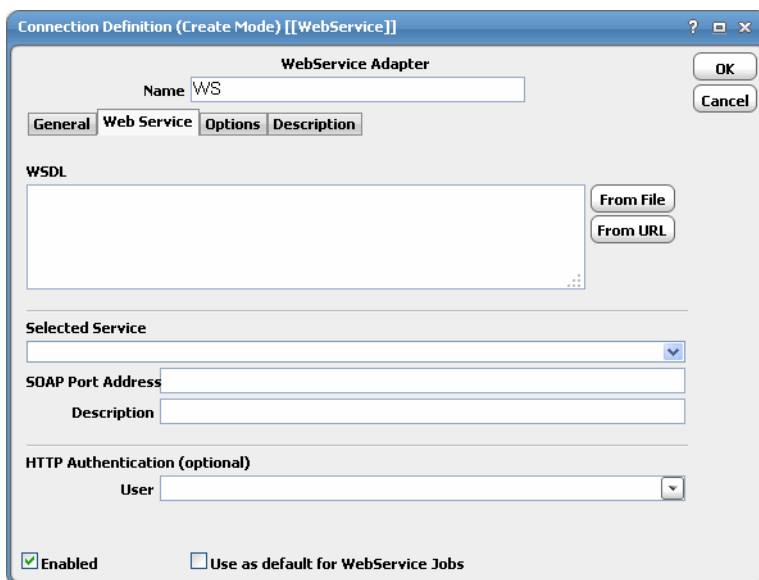 Connection Definition (Create Mode) [[WebService]] ?
WebService Adapter
OK
Name WS
Cancel
General Web Service Options Description
WSDL
From File
From URL
Selected Service
SOAP Port Address
Description
HTTP Authentication (optional)
User
Enabled Use as default for WebService Jobs